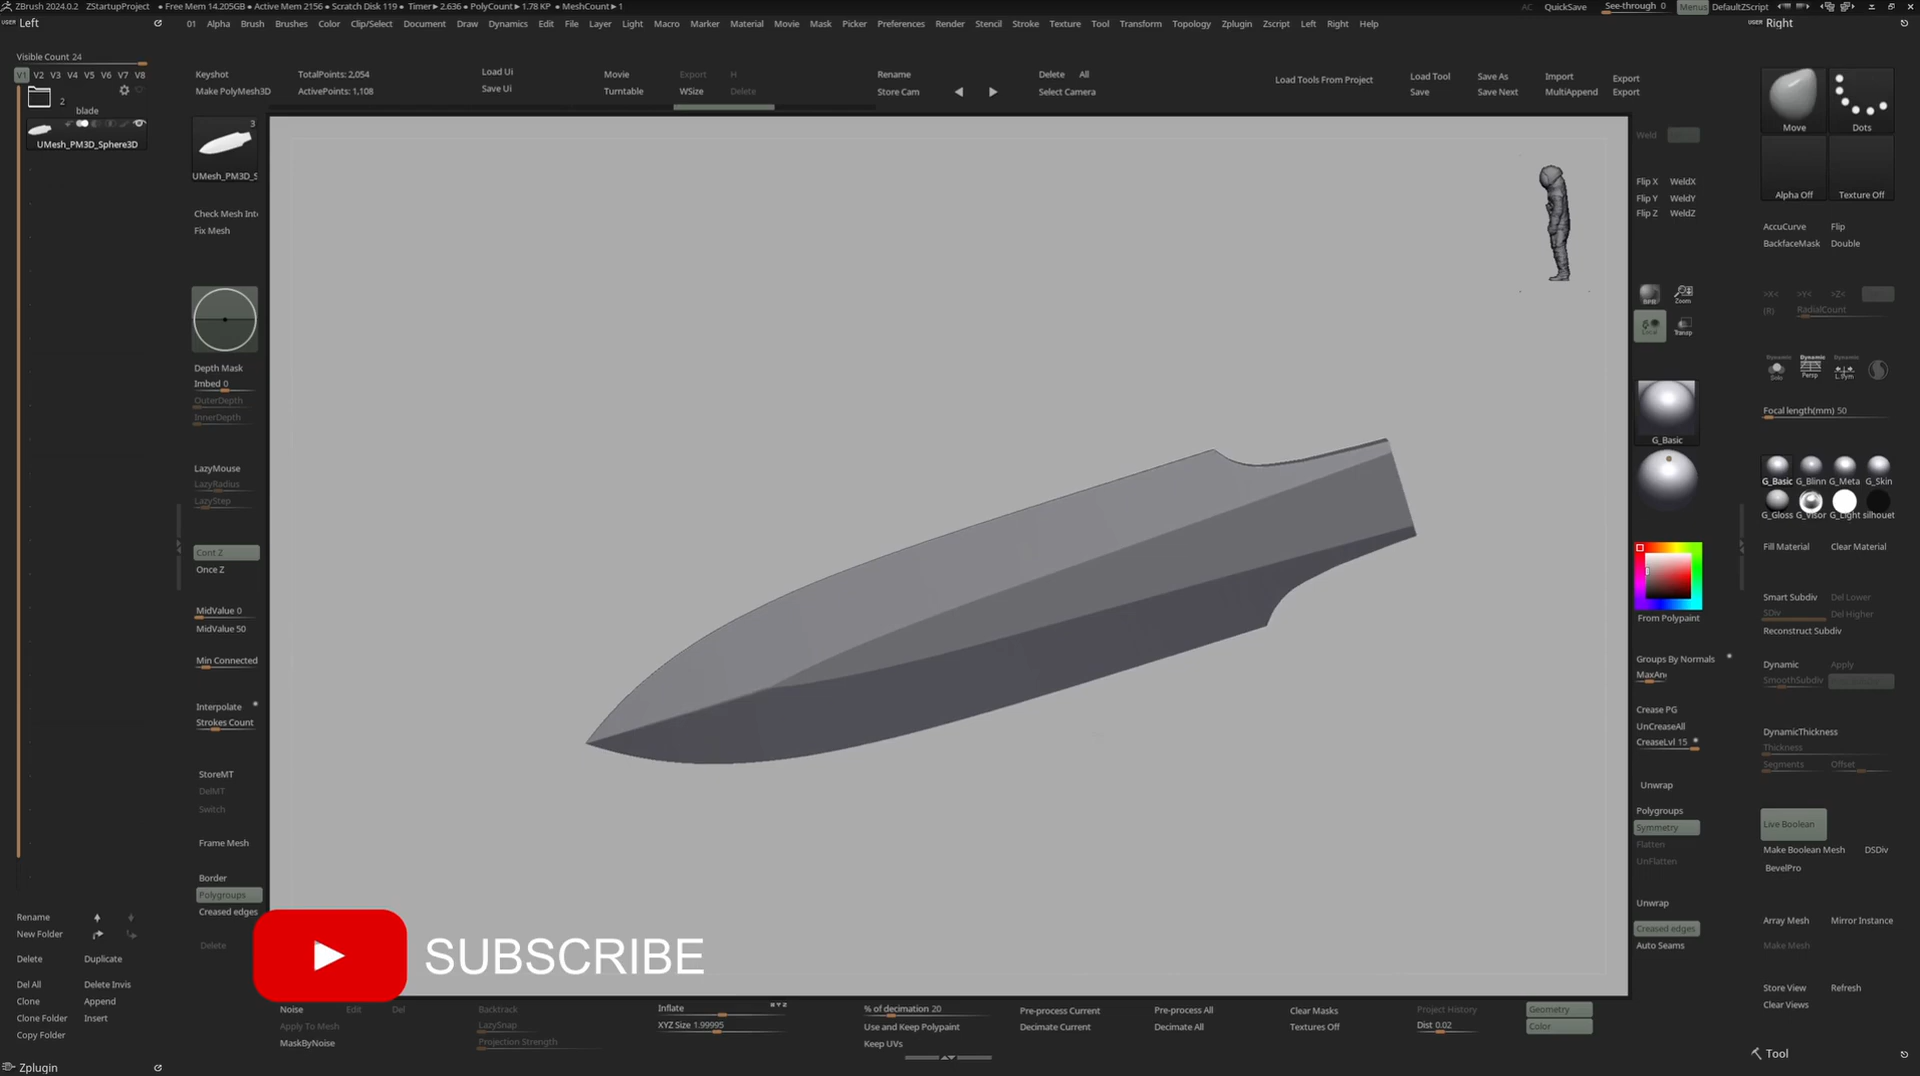 ZBrush 2024.0.2 ZStartupProject • Free Mem 14.205GB • Active Mem 2156 • Scratch Disk 119 • Timer▸2.636 • PolyCount▸1.78 KP • MeshCount▸1
AC QuickSave See-through 0 Menus DefaultZScript
USER Left
01 Alpha Brush Brushes Color Clip/Select Document Draw Dynamics Edit File Layer Light Macro Marker Material Movie Mask Picker Preferences Render Stencil Stroke Texture Tool Transform Topology Zplugin Zscript Left Right Help
USER Right
Visible Count 24
V1 V2 V3 V4 V5 V6 V7 V8
2
blade
UMesh_PM3D_Sphere3D
Keyshot
Make PolyMesh3D
TotalPoints: 2,054
ActivePoints: 1,108
Load Ui
Save Ui
Movie
Turntable
Export H
WSize Delete
Rename
Store Cam
Delete All
Select Camera
Load Tools From Project
Load Tool Save As Import Export
Save Save Next MultiAppend Export
3
UMesh_PM3D_S
Check Mesh Int
Fix Mesh
Depth Mask
Imbed 0
OuterDepth
InnerDepth
LazyMouse
LazyRadius
LazyStep
Cont Z
Once Z
MidValue 0
MidValue 50
Min Connected
Interpolate
Strokes Count
StoreMT
DelMT
Switch
Frame Mesh
Border
Polygroups
Creased edges
Delete
Weld
Flip X WeldX
Flip Y WeldY
Flip Z WeldZ
BPR Zoom
Local Transp
G_Basic
From Polypaint
Groups By Normals
MaxAn
Crease PG
UnCreaseAll
CreaseLvl 15
Unwrap
Polygroups
Symmetry
Flatten
UnFlatten
Unwrap
Creased edges
Auto Seams
Move Dots
Alpha Off Texture Off
AccuCurve Flip
BackfaceMask Double
>X< >Y< >Z<
(R) RadialCount
Dynamic Dynamic Dynamic
Solo Persp L.Sym
Focal length(mm) 50
G_Basic G_Blinn G_Meta G_Skin
G_Gloss G_Visor G_Light silhouet
Fill Material Clear Material
Smart Subdiv Del Lower
SDiv Del Higher
Reconstruct Subdiv
Dynamic Apply
SmoothSubdiv
DynamicThickness
Thickness
Segments Offset
Live Boolean
Make Boolean Mesh DSDiv
BevelPro
Array Mesh Mirror Instance
Make Mesh
Store View Refresh
Clear Views
Tool
Rename
New Folder
Delete Duplicate
Del All Delete Invis
Clone Append
Clone Folder Insert
Copy Folder
Zplugin
SUBSCRIBE
Noise Edit Del
Apply To Mesh
MaskByNoise
Backtrack
LazySnap
Projection Strength
Inflate
XYZ Size 1.99995
% of decimation 20
Use and Keep Polypaint
Keep UVs
Pre-process Current
Decimate Current
Pre-process All
Decimate All
Clear Masks
Textures Off
Project History
Dist 0.02
Geometry
Color